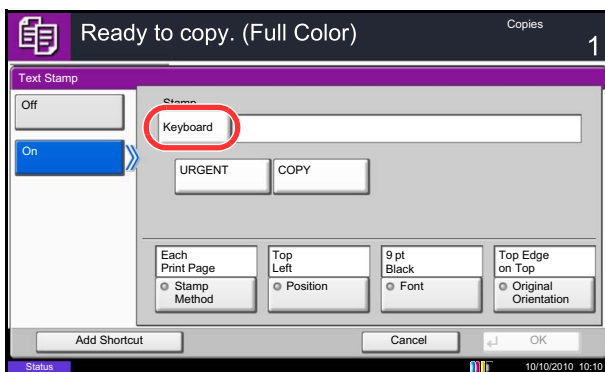 Ready to copy. (Full Color)
Copies
1
Text Stamp
Off
On
Stamp
Keyboard
URGENT
COPY
Each
Print Page
Stamp
Method
Top
Left
Position
9 pt
Black
Font
Top Edge
on Top
Original
Orientation
Add Shortcut
Cancel
OK
Status
10/10/2010 10:10